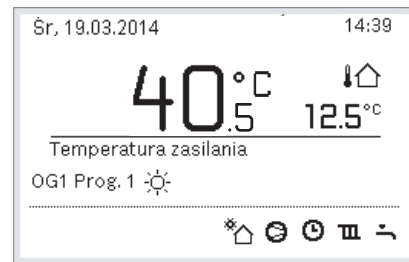 Śr, 19.03.2014 14:39
40.5°C
12.5°C
Temperatura zasilania
OG1 Prog. 1